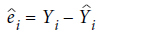 ê_i = Y_i − Ŷ_i